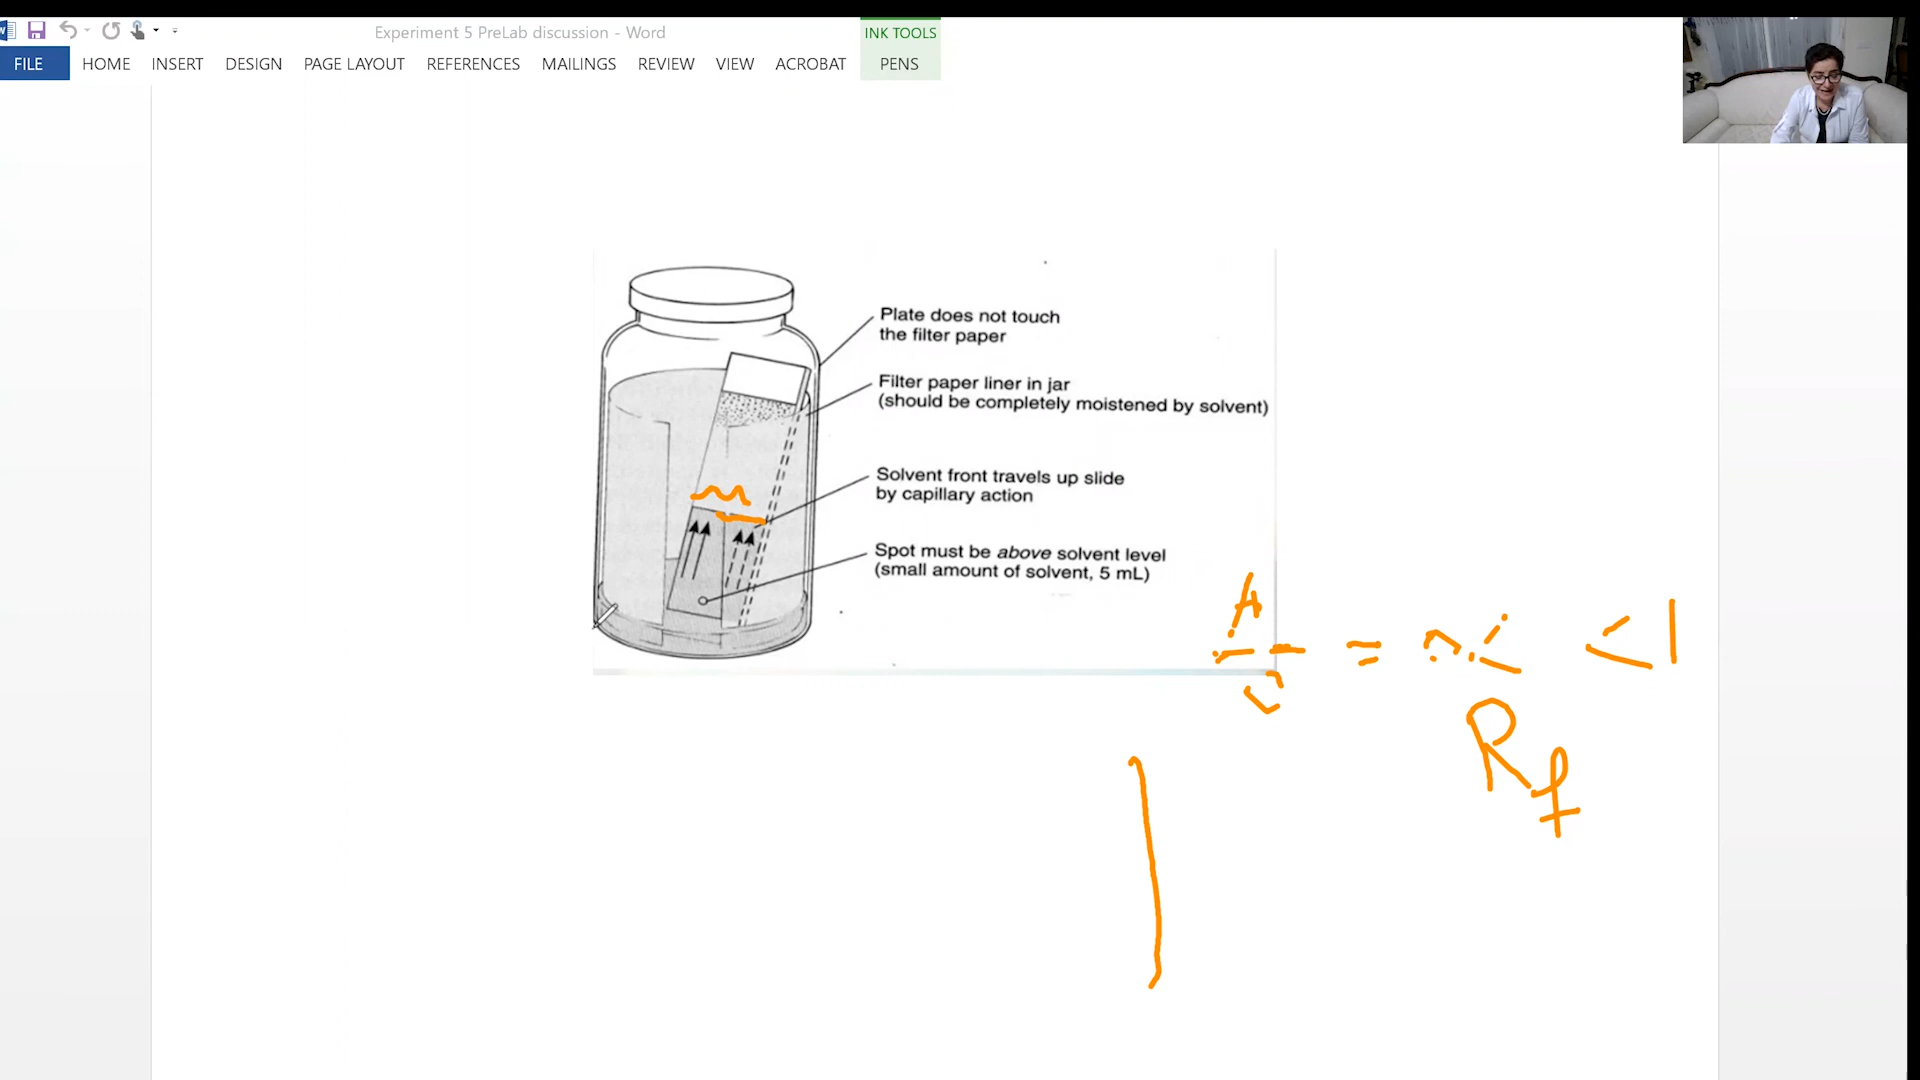 Experiment 5 PreLab discussion - Word
INK TOOLS
FILE HOME INSERT DESIGN PAGE LAYOUT REFERENCES MAILINGS REVIEW VIEW ACROBAT PENS
Plate does not touch
the filter paper
Filter paper liner in jar
(should be completely moistened by solvent)
Solvent front travels up slide
by capillary action
Spot must be above solvent level
(small amount of solvent, 5 mL)
A
= < 1
Rf